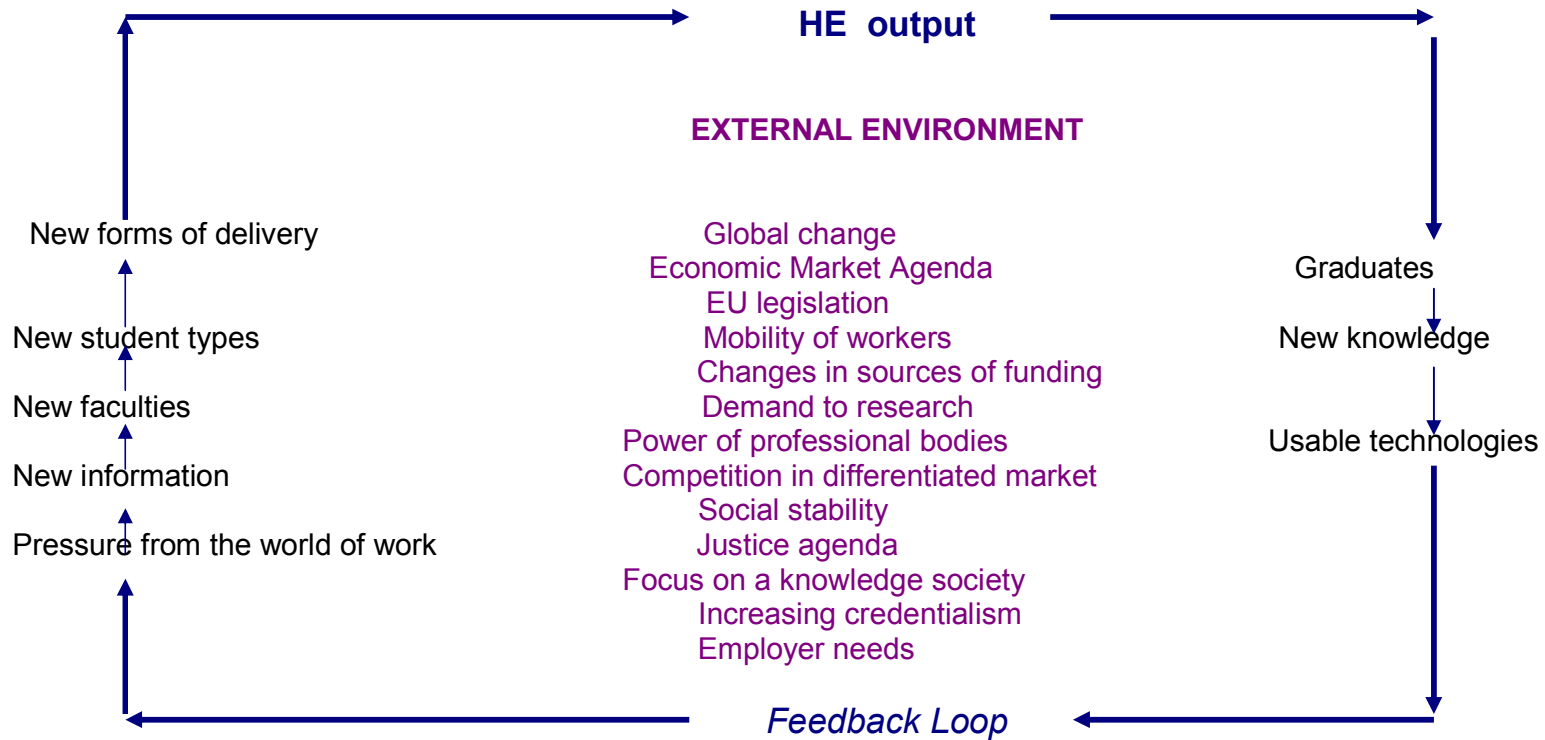 HE output
EXTERNAL ENVIRONMENT
New forms of delivery
New student types
New faculties
New information
Pressure from the world of work
Global change
Economic Market Agenda
EU legislation
Mobility of workers
Changes in sources of funding
Demand to research
Power of professional bodies
Competition in differentiated market
Social stability
Justice agenda
Focus on a knowledge society
Increasing credentialism
Employer needs
Graduates
New knowledge
Usable technologies
Feedback Loop